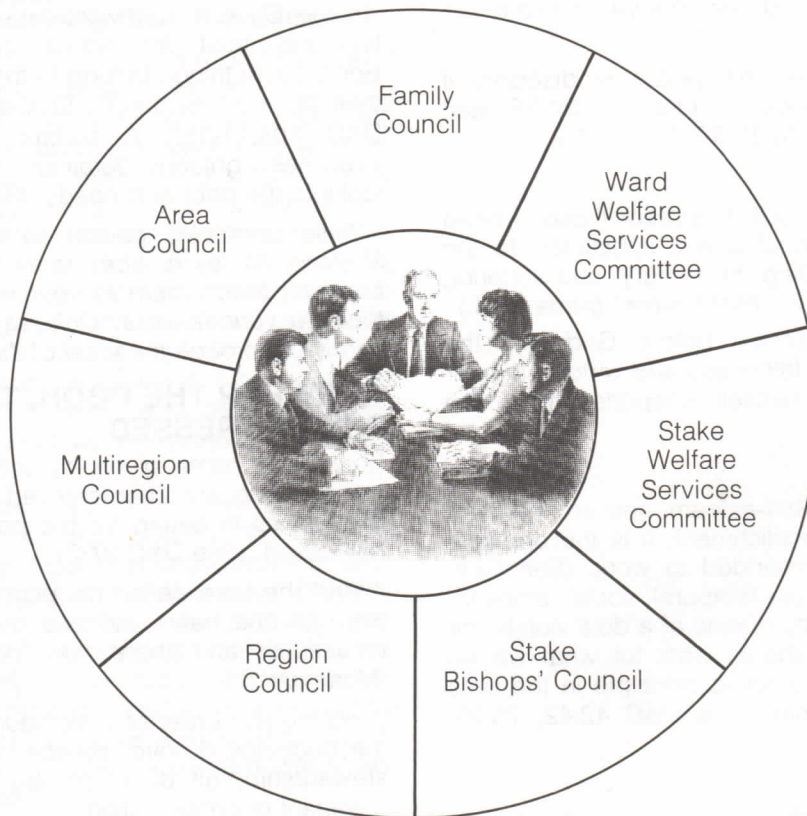 Family
Council
Ward
Welfare
Services
Committee
Stake
Welfare
Services
Committee
Stake
Bishops' Council
Region
Council
Multiregion
Council
Area
Council